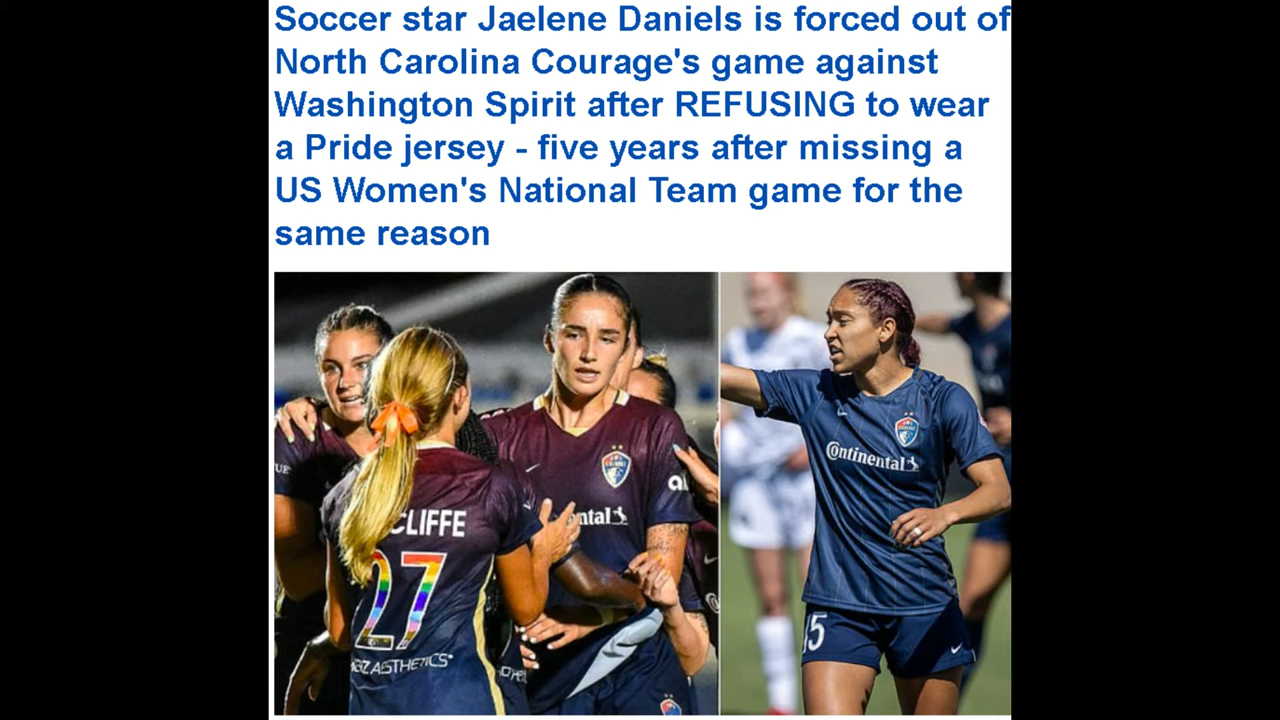 Soccer star Jaelene Daniels is forced out of
North Carolina Courage's game against
Washington Spirit after REFUSING to wear
a Pride jersey - five years after missing a
US Women's National Team game for the
same reason
CLIFFE
27
AESTHETICS
ntal
Continental
15